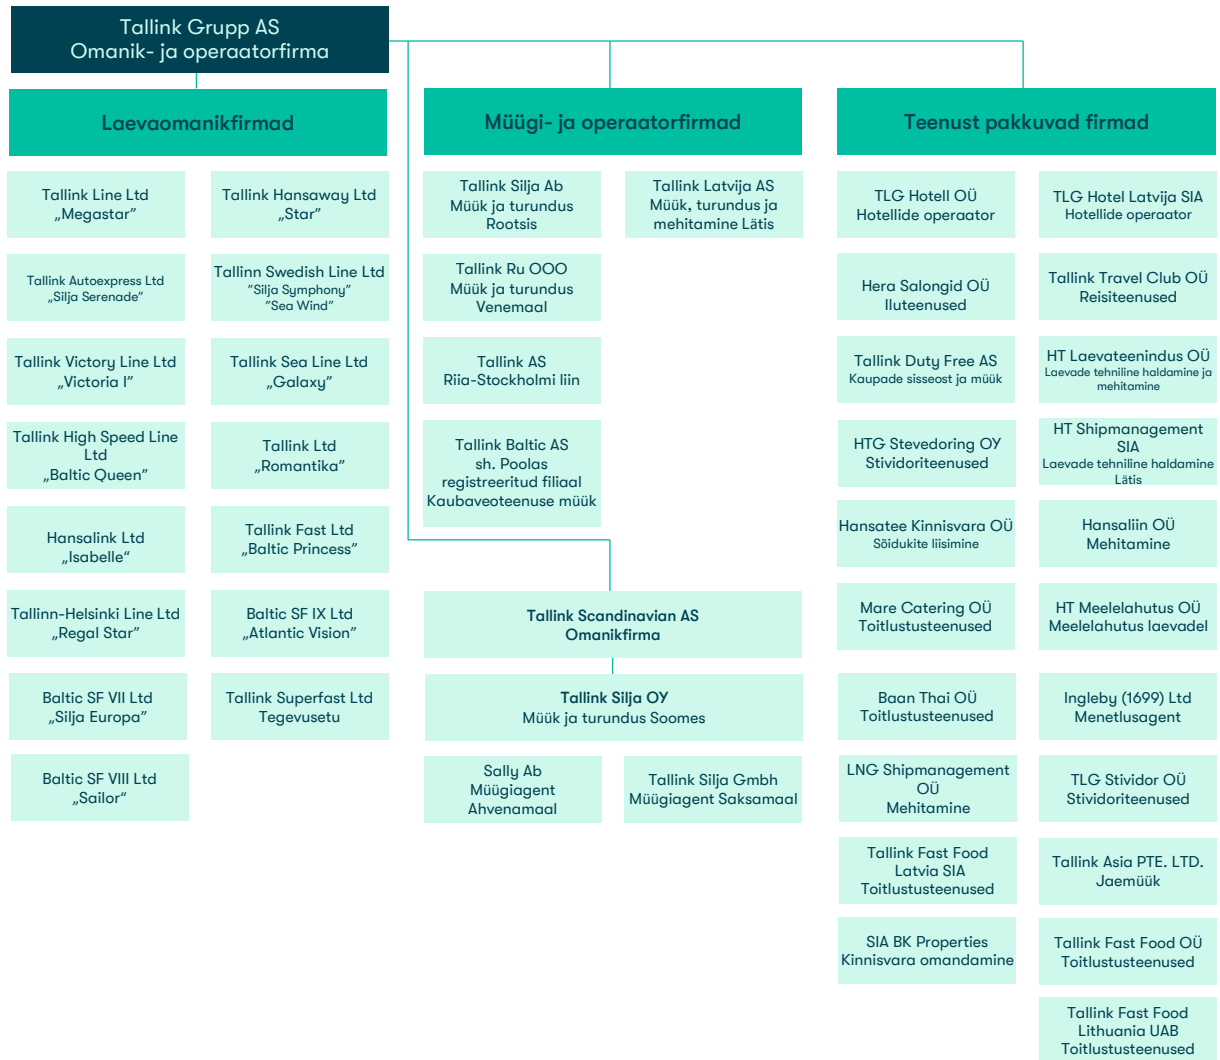 Tallink Grupp AS
Omanik- ja operaatorfirma
Laevaomanikfirmad
Tallink Line Ltd
„Megastar”
Tallink Hansaway Ltd
„Star”
Tallink Autoexpress Ltd
„Silja Serenade”
Tallinn Swedish Line Ltd
”Silja Symphony”
”Sea Wind”
Tallink Victory Line Ltd
„Victoria I”
Tallink Sea Line Ltd
„Galaxy”
Tallink High Speed Line
Ltd
„Baltic Queen”
Tallink Ltd
„Romantika”
Hansalink Ltd
„Isabelle“
Tallink Fast Ltd
„Baltic Princess”
Tallinn-Helsinki Line Ltd
„Regal Star”
Baltic SF IX Ltd
„Atlantic Vision”
Baltic SF VII Ltd
„Silja Europa”
Tallink Superfast Ltd
Tegevusetu
Baltic SF VIII Ltd
„Sailor”
Müügi- ja operaatorfirmad
Tallink Silja Ab
Müük ja turundus
Rootsis
Tallink Latvija AS
Müük, turundus ja
mehitamine Lätis
Tallink Ru OOO
Müük ja turundus
Venemaal
Tallink AS
Riia-Stockholmi liin
Tallink Baltic AS
sh. Poolas
registreeritud filiaal
Kaubaveoteenuse müük
Tallink Scandinavian AS
Omanikfirma
Tallink Silja OY
Müük ja turundus Soomes
Sally Ab
Müügiagent
Ahvenamaal
Tallink Silja Gmbh
Müügiagent Saksamaal
Teenust pakkuvad firmad
TLG Hotell OÜ
Hotellide operaator
TLG Hotel Latvija SIA
Hotellide operaator
Hera Salongid OÜ
Iluteenused
Tallink Travel Club OÜ
Reisiteenused
Tallink Duty Free AS
Kaupade sisseost ja müük
HT Laevateenindus OÜ
Laevade tehniline haldamine ja
mehitamine
HTG Stevedoring OY
Stividoriteenused
HT Shipmanagement
SIA
Laevade tehniline haldamine
Lätis
Hansatee Kinnisvara OÜ
Sõidukite liisimine
Hansaliin OÜ
Mehitamine
Mare Catering OÜ
Toitlustusteenused
HT Meelelahutus OÜ
Meelelahutus laevadel
Baan Thai OÜ
Toitlustusteenused
Ingleby (1699) Ltd
Menetlusagent
LNG Shipmanagement
OÜ
Mehitamine
TLG Stividor OÜ
Stividoriteenused
Tallink Fast Food
Latvia SIA
Toitlustusteenused
Tallink Asia PTE. LTD.
Jaemüük
SIA BK Properties
Kinnisvara omandamine
Tallink Fast Food OÜ
Toitlustusteenused
Tallink Fast Food
Lithuania UAB
Toitlustusteenused